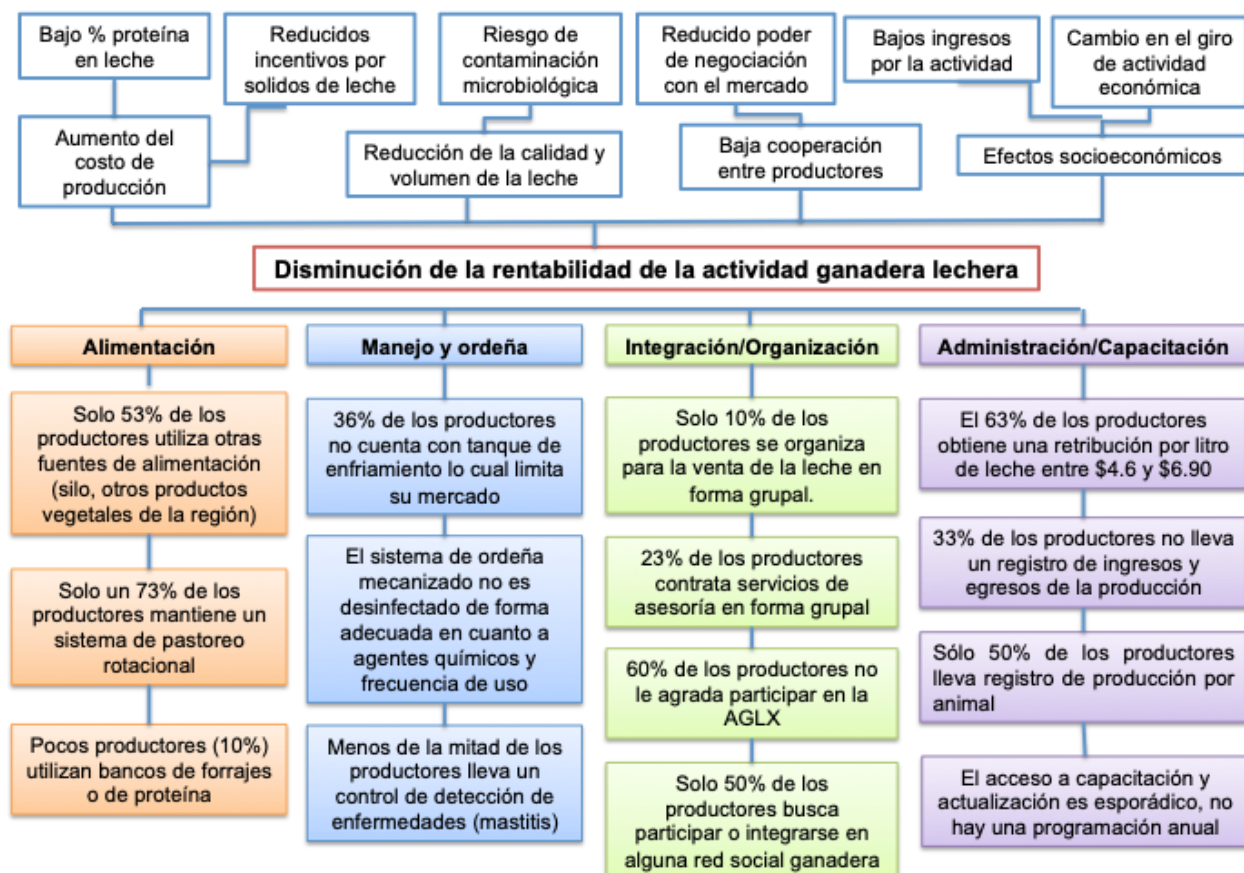 Bajo % proteína
en leche
Reducidos
incentivos por
solidos de leche
Riesgo de
contaminación
microbiológica
Reducido poder
de negociación
con el mercado
Bajos ingresos
por la actividad
Cambio en el giro
de actividad
económica
Aumento del
costo de
producción
Reducción de la calidad y
volumen de la leche
Baja cooperación
entre productores
Efectos socioeconómicos
Disminución de la rentabilidad de la actividad ganadera lechera
Alimentación
Solo 53% de los
productores utiliza otras
fuentes de alimentación
(silo, otros productos
vegetales de la región)
Solo un 73% de los
productores mantiene un
sistema de pastoreo
rotacional
Pocos productores (10%)
utilizan bancos de forrajes
o de proteína
Manejo y ordeña
36% de los productores
no cuenta con tanque de
enfriamiento lo cual limita
su mercado
El sistema de ordeña
mecanizado no es
desinfectado de forma
adecuada en cuanto a
agentes químicos y
frecuencia de uso
Menos de la mitad de los
productores lleva un
control de detección de
enfermedades (mastitis)
Integración/Organización
Solo 10% de los
productores se organiza
para la venta de la leche en
forma grupal.
23% de los productores
contrata servicios de
asesoría en forma grupal
60% de los productores no
le agrada participar en la
AGLX
Solo 50% de los
productores busca
participar o integrarse en
alguna red social ganadera
Administración/Capacitación
El 63% de los productores
obtiene una retribución por
litro de leche entre $4.6 y
$6.90
33% de los productores no lleva
un registro de ingresos y
egresos de la producción
Sólo 50% de los productores
lleva registro de producción por
animal
El acceso a capacitación y
actualización es esporádico, no
hay una programación anual